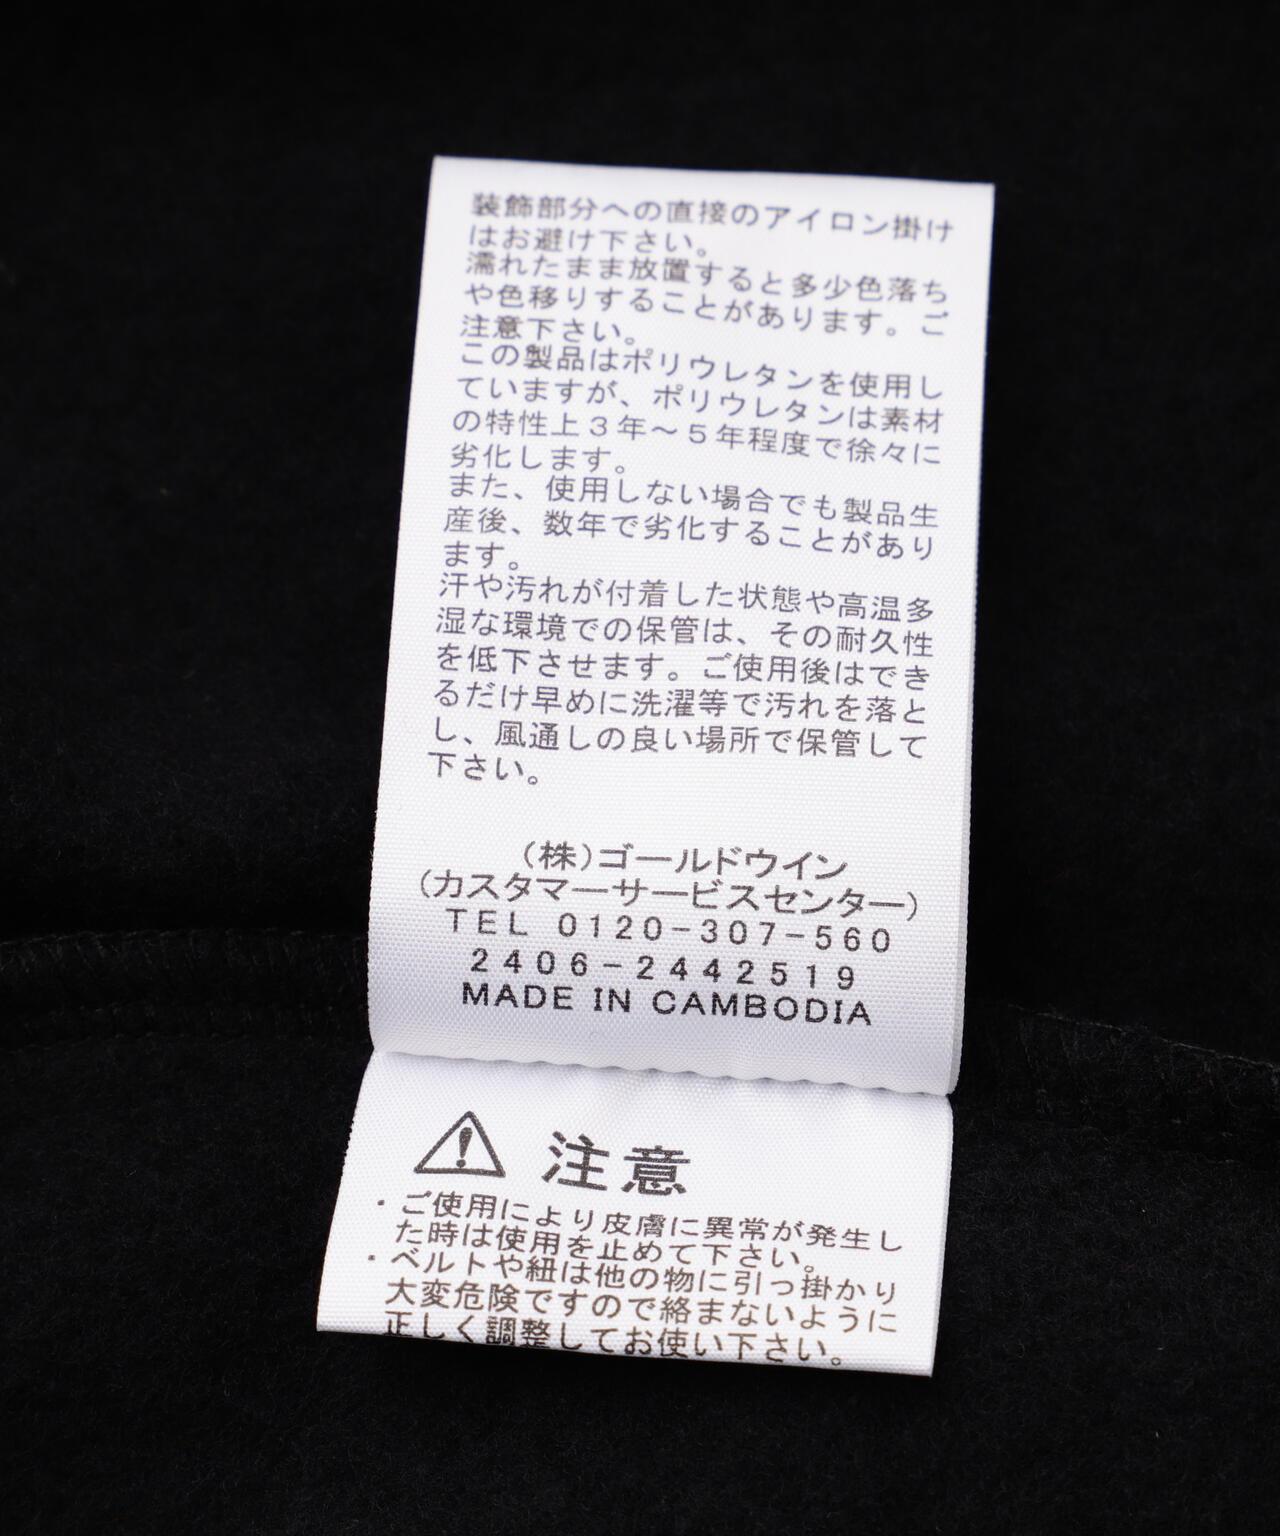 装飾部分への直接のアイロン掛け
はお避け下さい。
濡れたまま放置すると多少色落ち
や色移りすることがあります。ご
注意下さい。
この製品はポリウレタンを使用し
ていますが、ポリウレタンは素材
の特性上3年～5年程度で徐々に
劣化します。
また、使用しない場合でも製品生
産後、数年で劣化することがあり
ます。
汗や汚れが付着した状態や高温多
湿な環境での保管は、その耐久性
を低下させます。ご使用後はでき
るだけ早めに洗濯等で汚れを落と
し、風通しの良い場所で保管して
下さい。
(株)ゴールドウイン
(カスタマーサービスセンター)
TEL 0120-307-560
2406-2442519
MADE IN CAMBODIA
注意
・ご使用により皮膚に異常が発生し
た時は使用を止めて下さい。
・ベルトや紐は他の物に引っ掛かり
大変危険ですので絡まないように
正しく調整してお使い下さい。